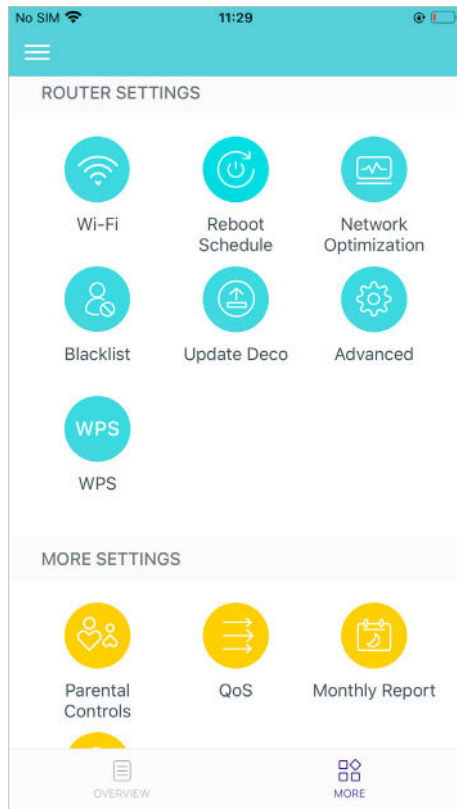 No SIM 11:29
ROUTER SETTINGS
Wi-Fi Reboot Network
Schedule Optimization
Blacklist Update Deco Advanced
WPS
WPS
MORE SETTINGS
Parental QoS Monthly Report
Controls
OVERVIEW MORE